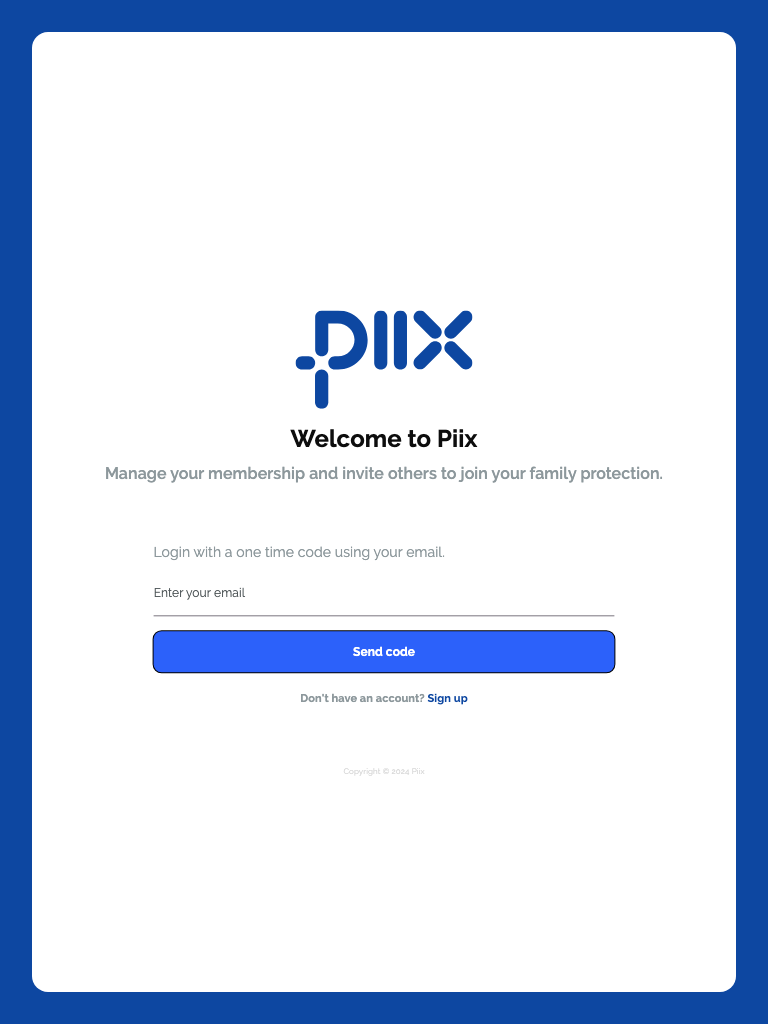 piix
Welcome to Piix
Manage your membership and invite others to join your family protection.
Login with a one time code using your email.
Enter your email
Send code
Don't have an account? Sign up
Copyright © 2024 Piix